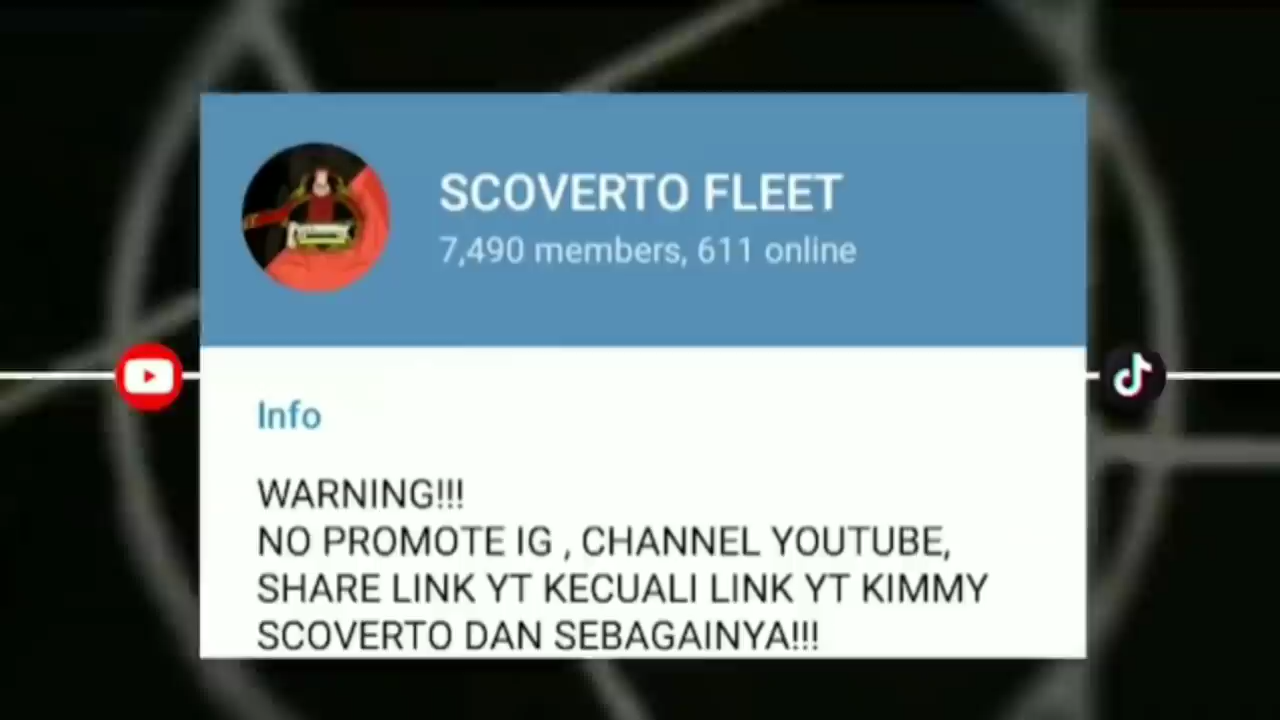 SCOVERTO FLEET
7,490 members, 611 online
Info
WARNING!!!
NO PROMOTE IG , CHANNEL YOUTUBE,
SHARE LINK YT KECUALI LINK YT KIMMY
SCOVERTO DAN SEBAGAINYA!!!